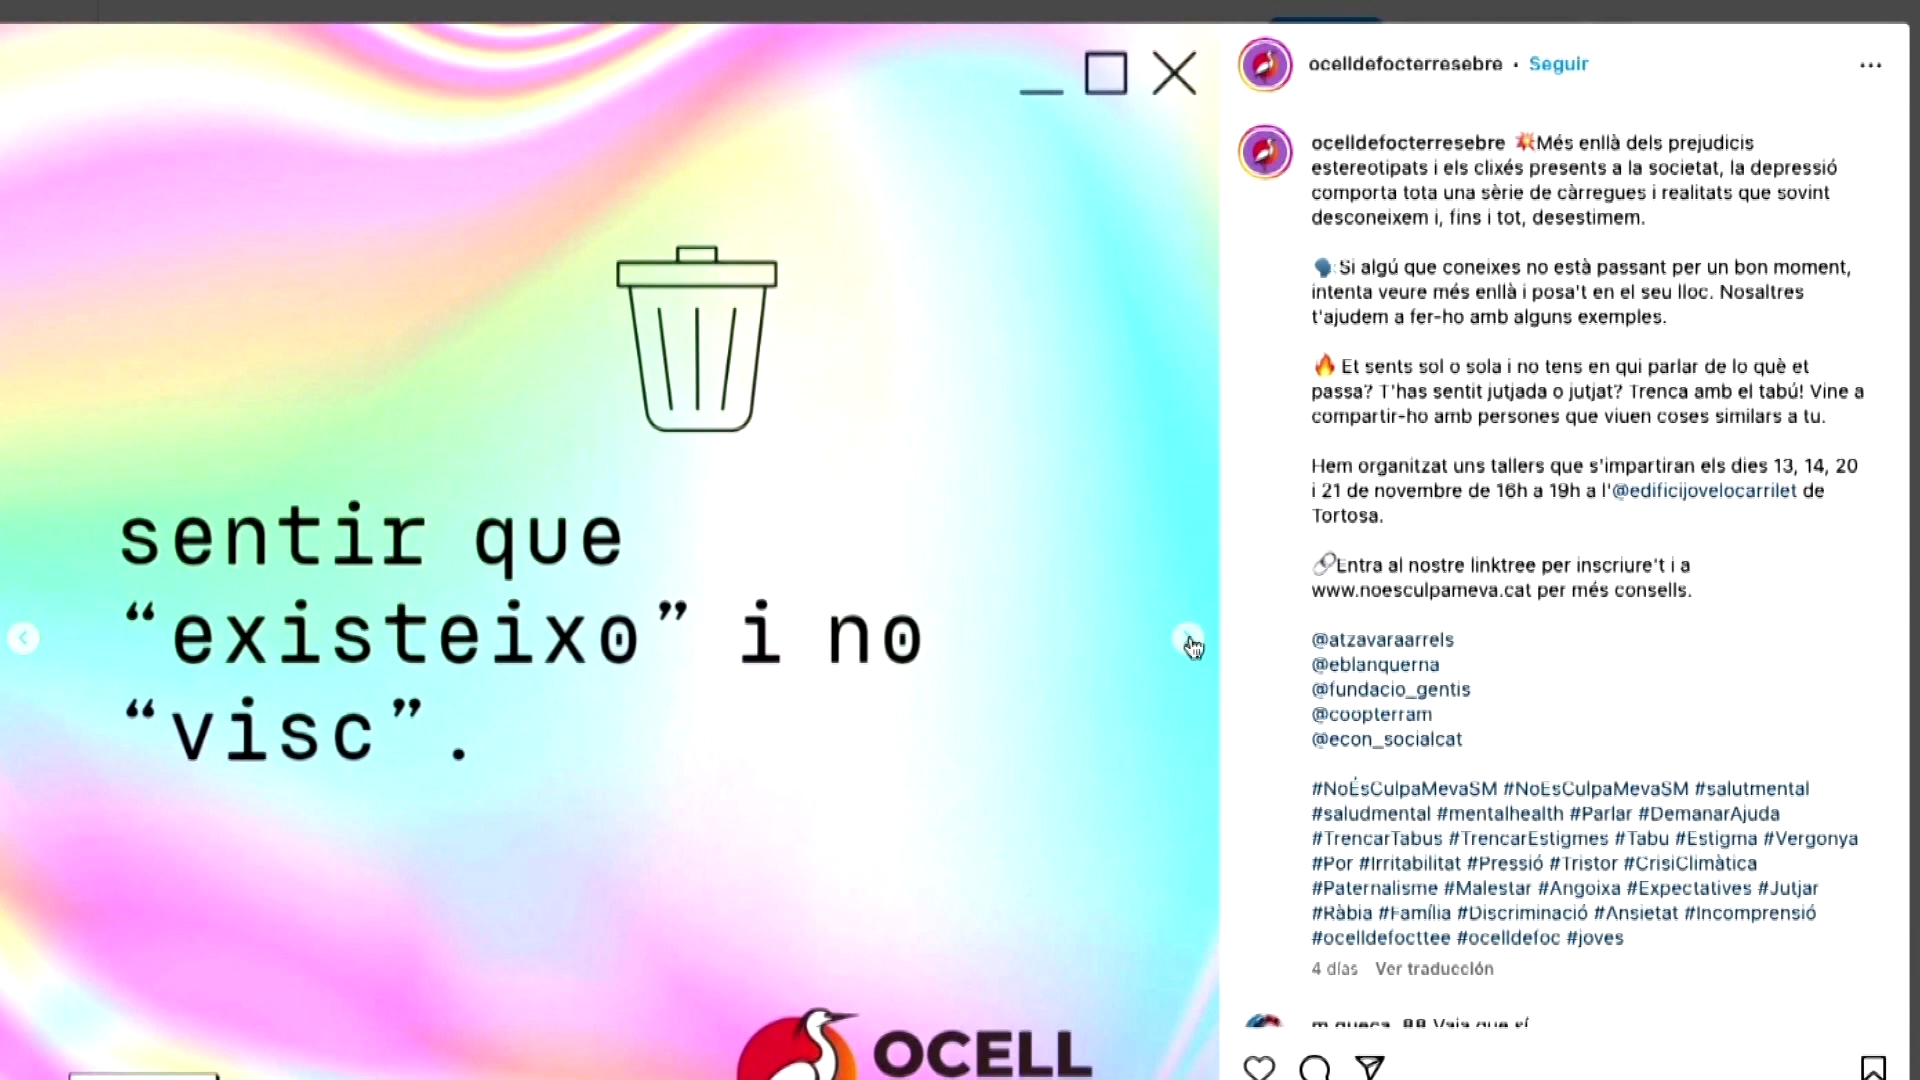 sentir que
“existeixo” i no
“visc”.
OCELL
ocelldefocterresebre • Seguir
ocelldefocterresebre 💥Més enllà dels prejudicis
estereotipats i els clixés presents a la societat, la depressió
comporta tota una sèrie de càrregues i realitats que sovint
desconeixem i, fins i tot, desestimem.
🗣️Si algú que coneixes no està passant per un bon moment,
intenta veure més enllà i posa't en el seu lloc. Nosaltres
t'ajudem a fer-ho amb alguns exemples.
🔥 Et sents sol o sola i no tens en qui parlar de lo què et
passa? T'has sentit jutjada o jutjat? Trenca amb el tabú! Vine a
compartir-ho amb persones que viuen coses similars a tu.
Hem organitzat uns tallers que s'impartiran els dies 13, 14, 20
i 21 de novembre de 16h a 19h a l'@edificijovelocarrilet de
Tortosa.
🔗Entra al nostre linktree per inscriure't i a
www.noesculpameva.cat per més consells.
@atzavaraarrels
@eblanquerna
@fundacio_gentis
@coopterram
@econ_socialcat
#NoÉsCulpaMevaSM #NoEsCulpaMevaSM #salutmental
#saludmental #mentalhealth #Parlar #DemanarAjuda
#TrencarTabus #TrencarEstigmes #Tabu #Estigma #Vergonya
#Por #Irritabilitat #Pressió #Tristor #CrisiClimàtica
#Paternalisme #Malestar #Angoixa #Expectatives #Jutjar
#Ràbia #Família #Discriminació #Ansietat #Incomprensió
#ocelldefocttee #ocelldefoc #joves
4 días Ver traducción
Vaja que sí